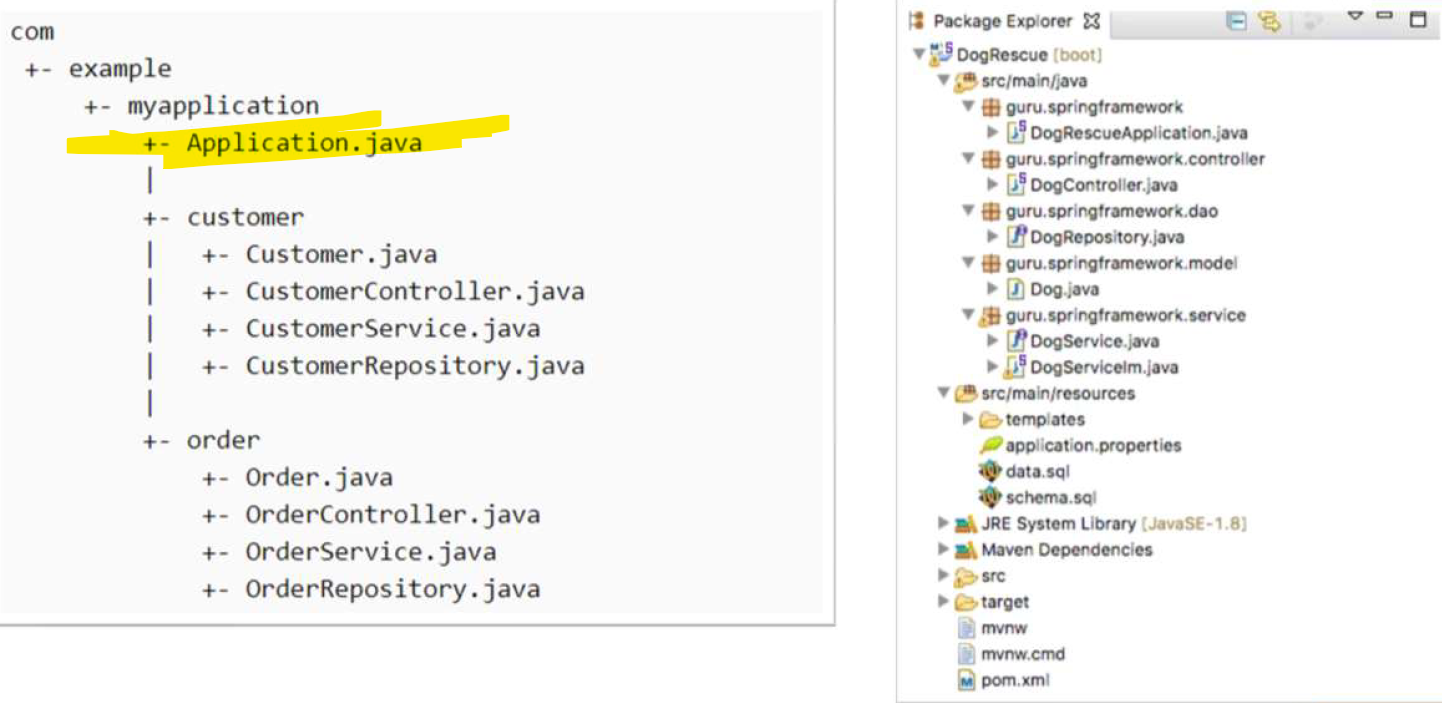 com
+- example
+- myapplication
+- Application.java
|
+- customer
| +- Customer.java
| +- CustomerController.java
| +- CustomerService.java
| +- CustomerRepository.java
|
+- order
+- Order.java
+- OrderController.java
+- OrderService.java
+- OrderRepository.java
Package Explorer
DogRescue [boot]
src/main/java
guru.springframework
DogRescueApplication.java
guru.springframework.controller
DogController.java
guru.springframework.dao
DogRepository.java
guru.springframework.model
Dog.java
guru.springframework.service
DogService.java
DogServiceIm.java
src/main/resources
templates
application.properties
data.sql
schema.sql
JRE System Library [JavaSE-1.8]
Maven Dependencies
src
target
mvnw
mvnw.cmd
pom.xml